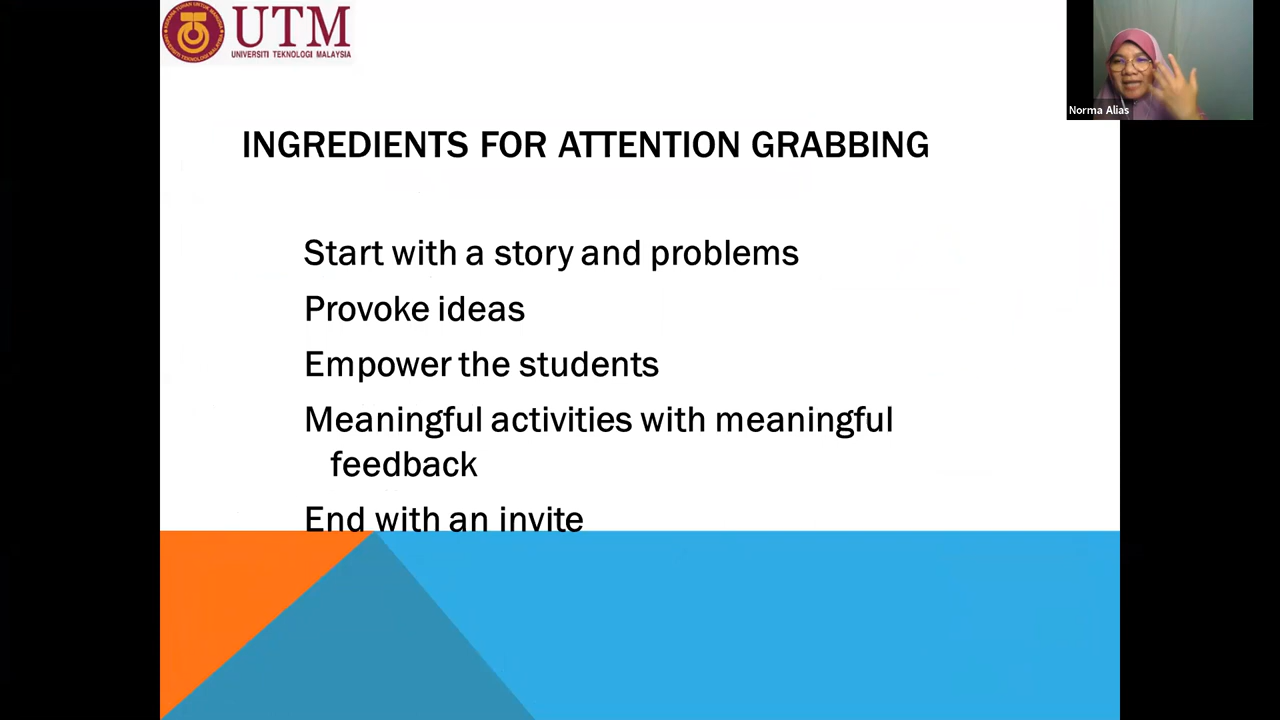 UTM
UNIVERSITI TEKNOLOGI MALAYSIA
Norma Alias
INGREDIENTS FOR ATTENTION GRABBING
Start with a story and problems
Provoke ideas
Empower the students
Meaningful activities with meaningful
feedback
End with an invite